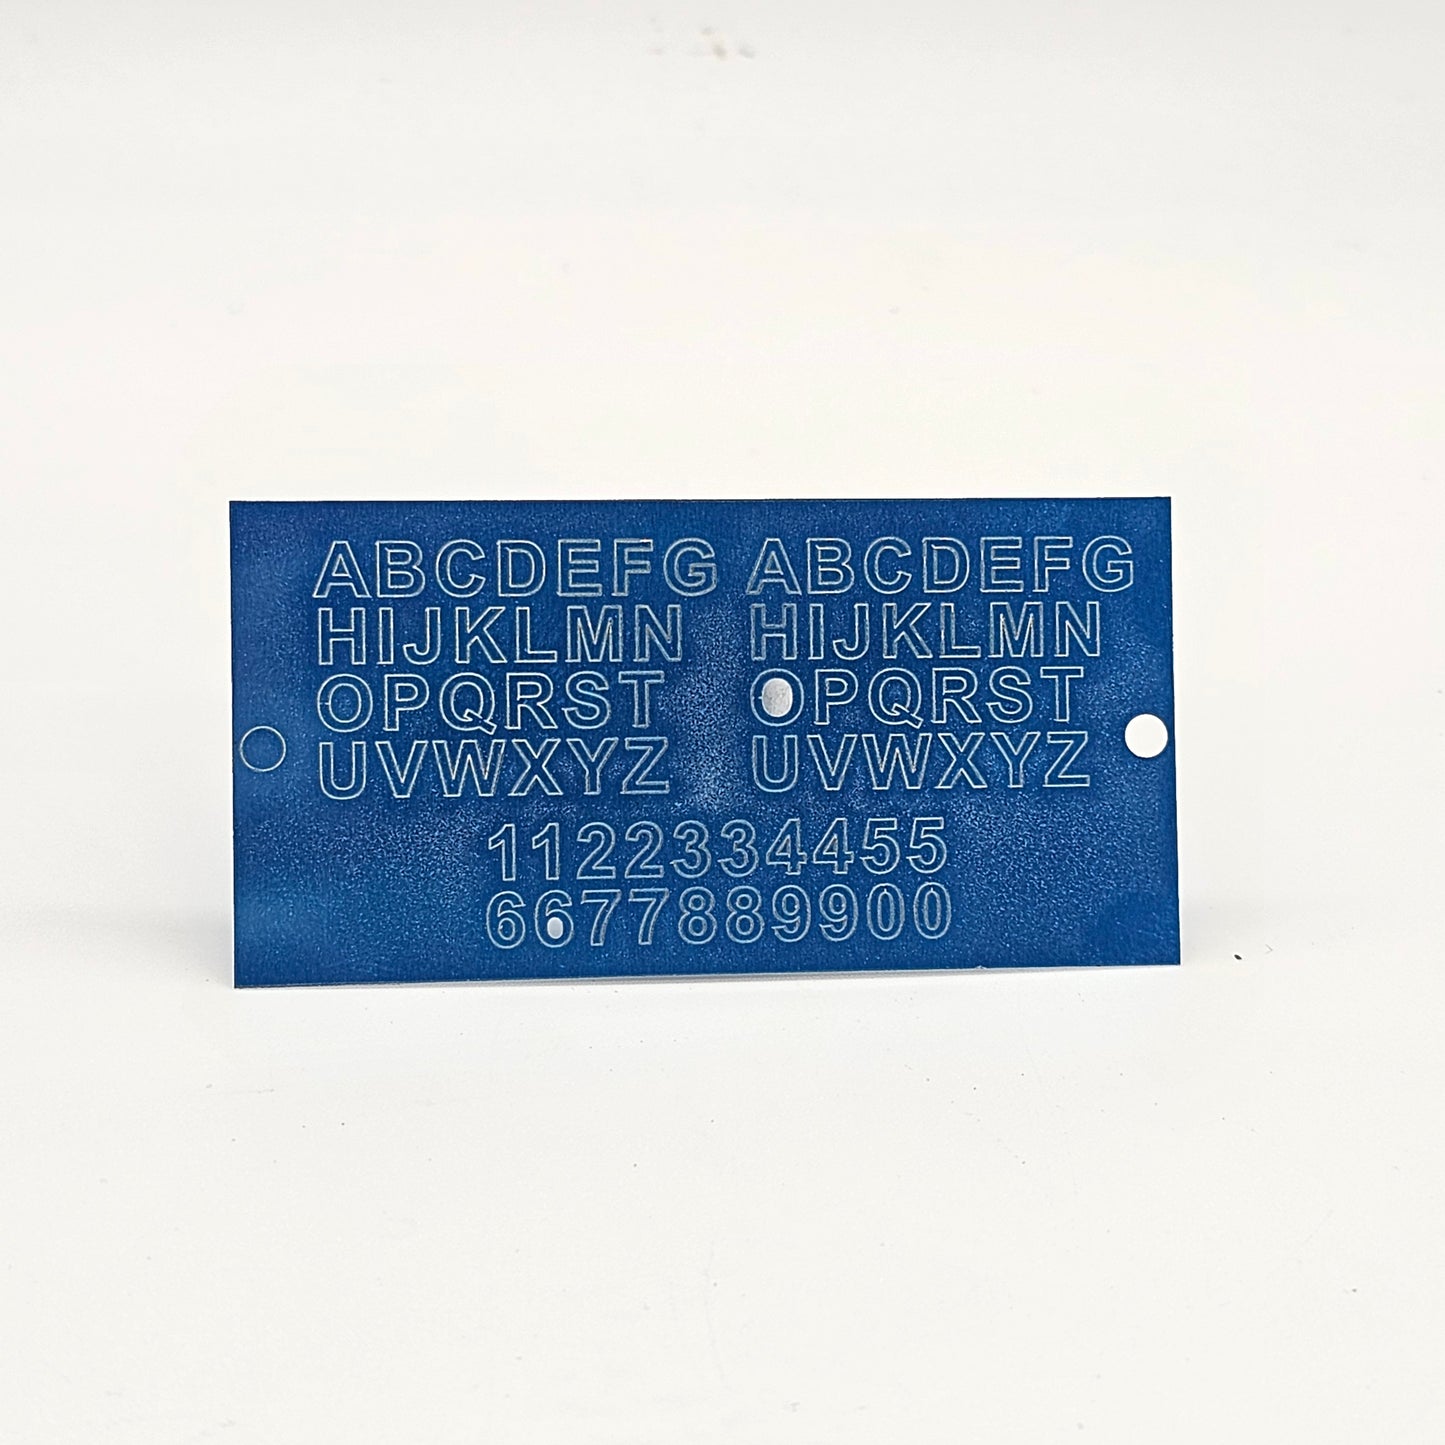 ABCDEFG ABCDEFG
HIJKLMN HIJKLMN
OPQRST OPQRST
UVWXYZ UVWXYZ
1122334455
6677889900